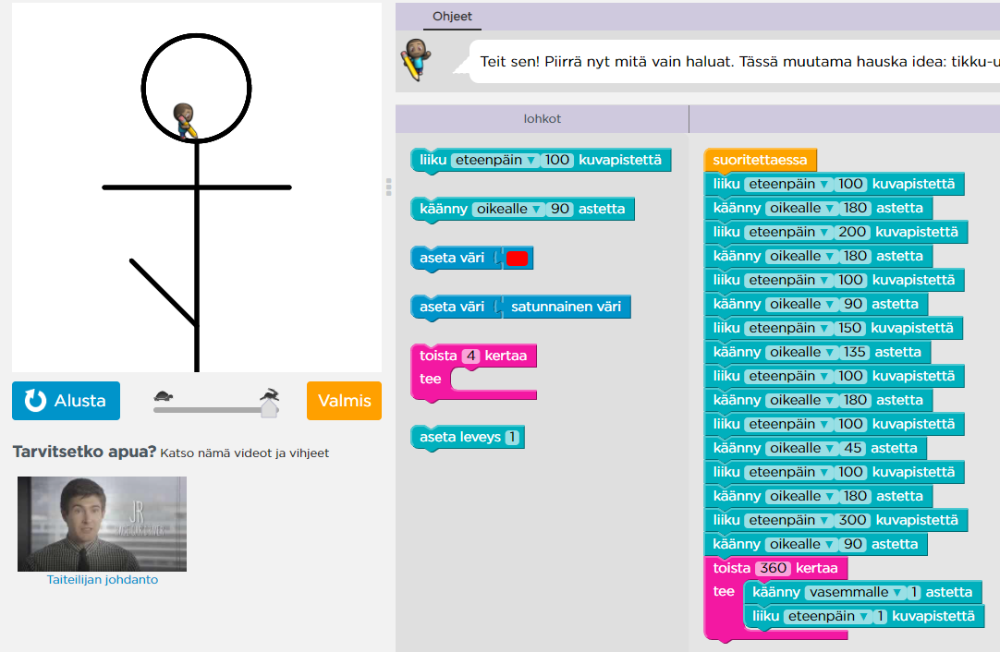 Ohjeet
Teit sen! Piirrä nyt mitä vain haluat. Tässä muutama hauska idea: tikku-u
lohkot
liiku eteenpäin 100 kuvapistettä
käänny oikealle 90 astetta
aseta väri
aseta väri satunnainen väri
toista 4 kertaa
tee
aseta leveys 1
suoritettaessa
liiku eteenpäin 100 kuvapistettä
käänny oikealle 180 astetta
liiku eteenpäin 200 kuvapistettä
käänny oikealle 180 astetta
liiku eteenpäin 100 kuvapistettä
käänny oikealle 90 astetta
liiku eteenpäin 150 kuvapistettä
käänny oikealle 135 astetta
liiku eteenpäin 100 kuvapistettä
käänny oikealle 180 astetta
liiku eteenpäin 100 kuvapistettä
käänny oikealle 45 astetta
liiku eteenpäin 100 kuvapistettä
käänny oikealle 180 astetta
liiku eteenpäin 300 kuvapistettä
käänny oikealle 90 astetta
toista 360 kertaa
tee käänny vasemmalle 1 astetta
liiku eteenpäin 1 kuvapistettä
Alusta
Valmis
Tarvitsetko apua? Katso nämä videot ja vihjeet
JR
Taiteilijan johdanto